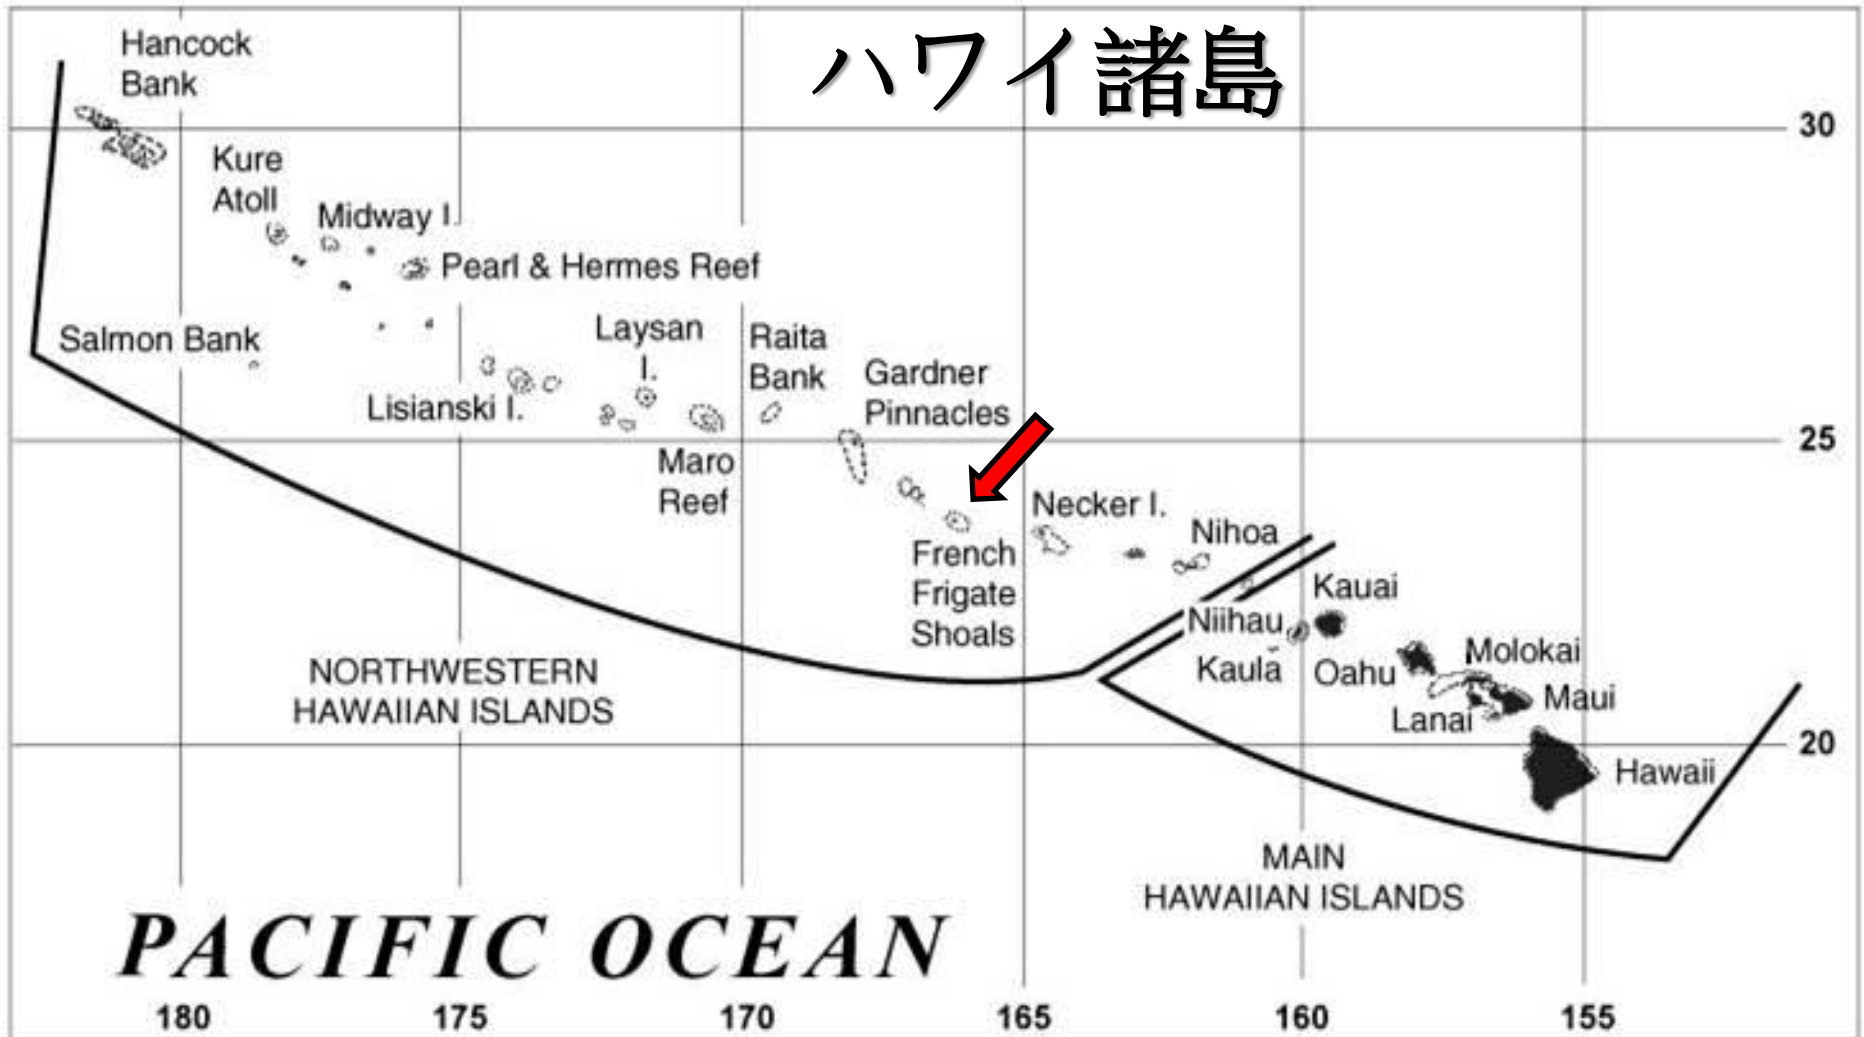 ハワイ諸島
Hancock
Bank
30
Kure
Atoll
Midway I.
Pearl & Hermes Reef
Salmon Bank
Laysan
I.
Raita
Bank
Lisianski I.
Gardner
Pinnacles
25
Maro
Reef
Necker I.
Nihoa
French
Frigate
Shoals
Kauai
Niihau
Kaula
Oahu
Molokai
Maui
Lanai
NORTHWESTERN
HAWAIIAN ISLANDS
20
Hawaii
MAIN
HAWAIIAN ISLANDS
PACIFIC OCEAN
180
175
170
165
160
155